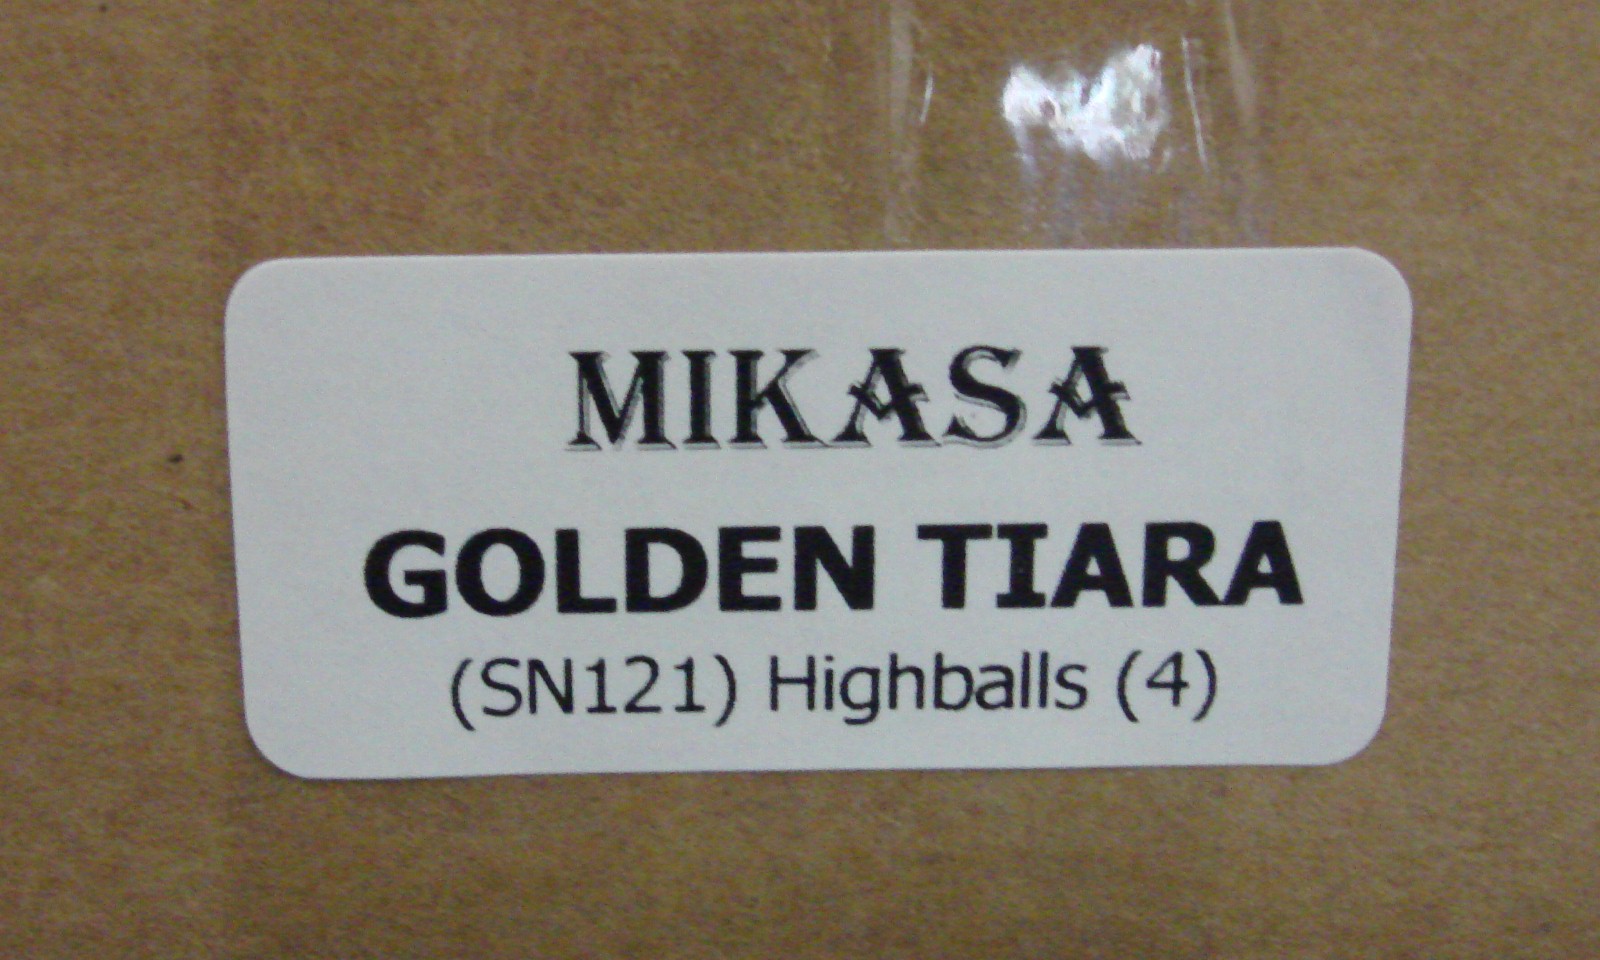 MIKASA
GOLDEN TIARA
(SN121) Highballs (4)